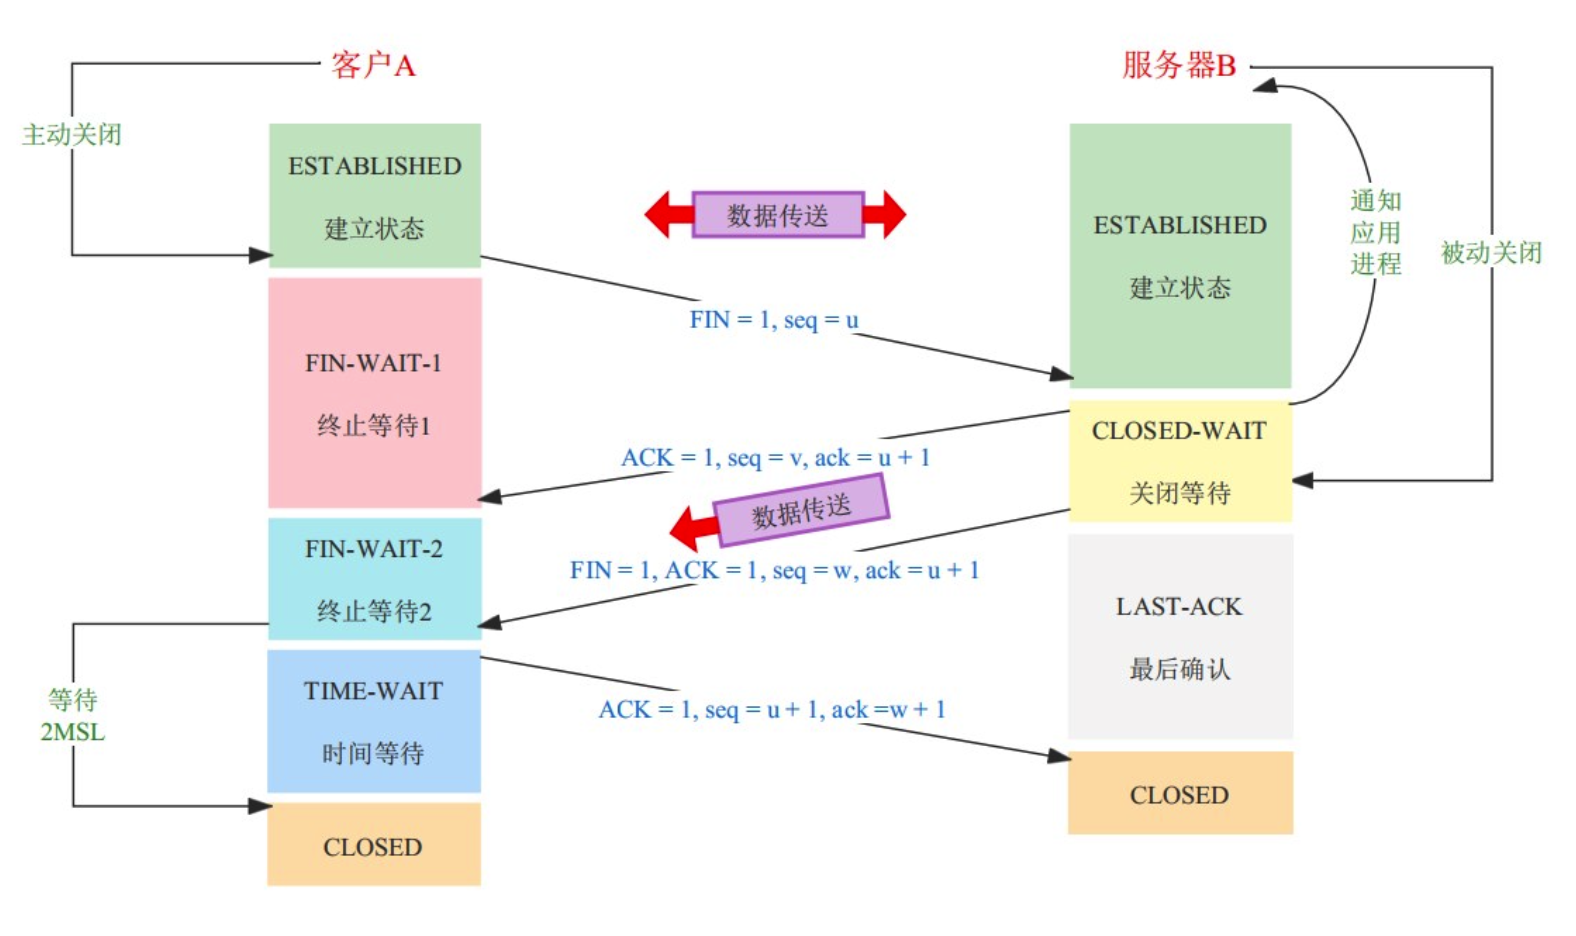 客户A
服务器B
主动关闭
ESTABLISHED
建立状态
数据传送
ESTABLISHED
建立状态
通知
应用
进程
被动关闭
FIN = 1, seq = u
FIN-WAIT-1
终止等待1
CLOSED-WAIT
关闭等待
ACK = 1, seq = v, ack = u + 1
数据传送
FIN-WAIT-2
终止等待2
FIN = 1, ACK = 1, seq = w, ack = u + 1
LAST-ACK
最后确认
等待
2MSL
TIME-WAIT
时间等待
ACK = 1, seq = u + 1, ack =w + 1
CLOSED
CLOSED